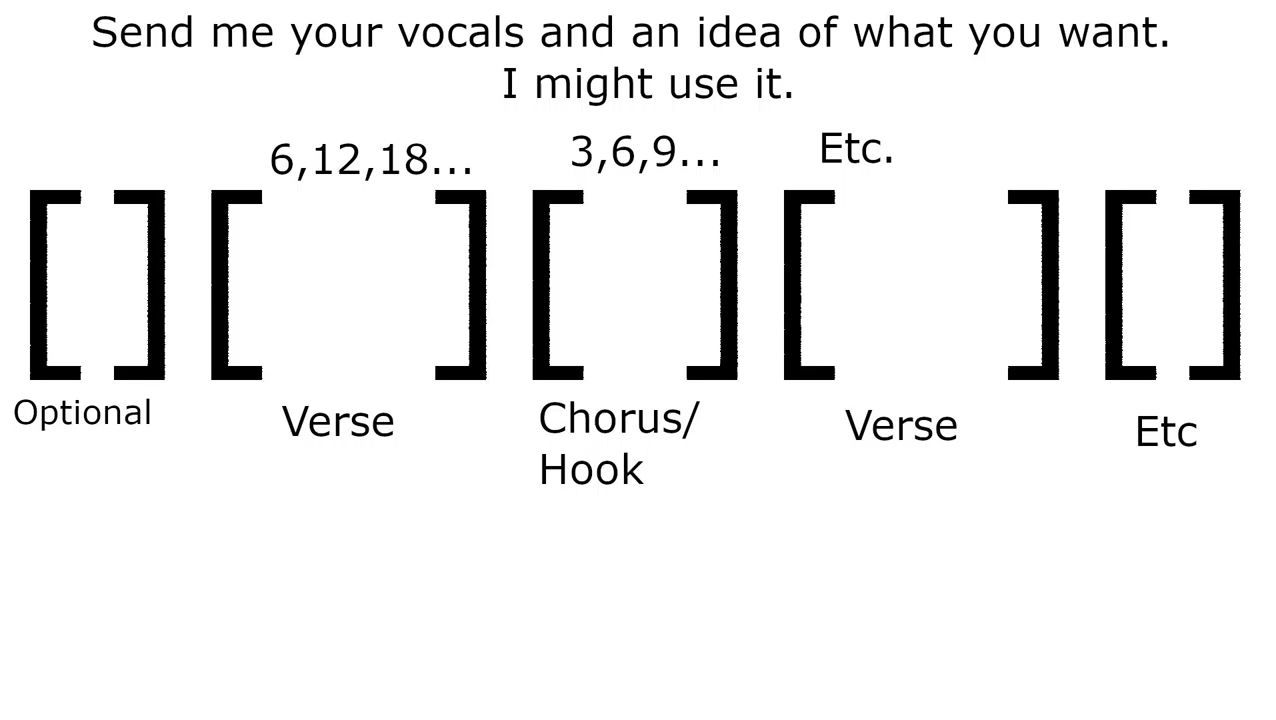 Send me your vocals and an idea of what you want.
I might use it.
6,12,18...
3,6,9...
Etc.
Optional
Verse
Chorus/
Hook
Verse
Etc